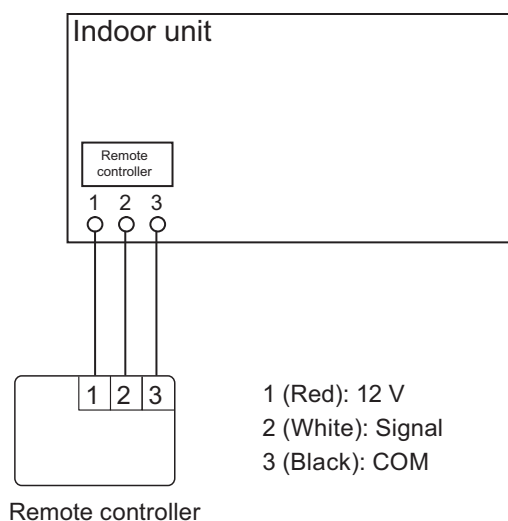 Indoor unit
Remote
controller
1 2 3
1 2 3
1 (Red): 12 V
2 (White): Signal
3 (Black): COM
Remote controller